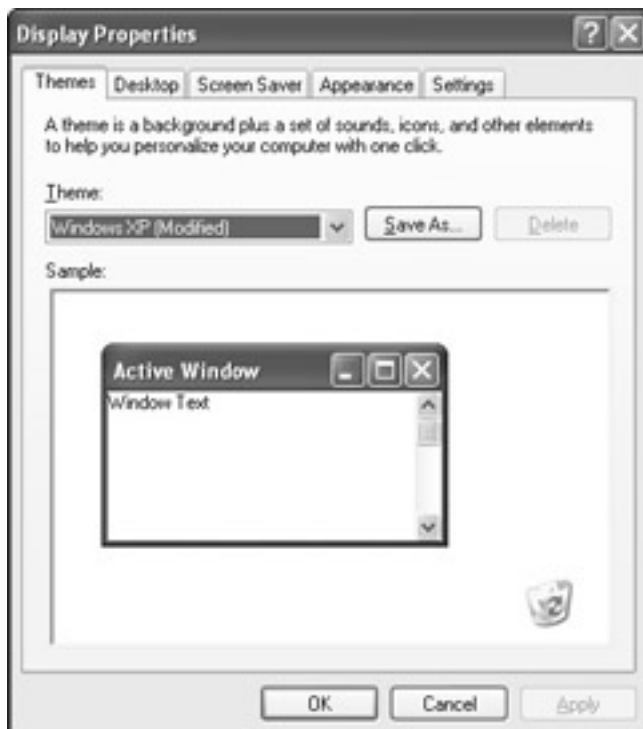 Display Properties
Themes Desktop Screen Saver Appearance Settings
A theme is a background plus a set of sounds, icons, and other elements
to help you personalize your computer with one click.
Theme:
Windows XP (Modified) Save As... Delete
Sample:
Active Window
Window Text
OK Cancel Apply